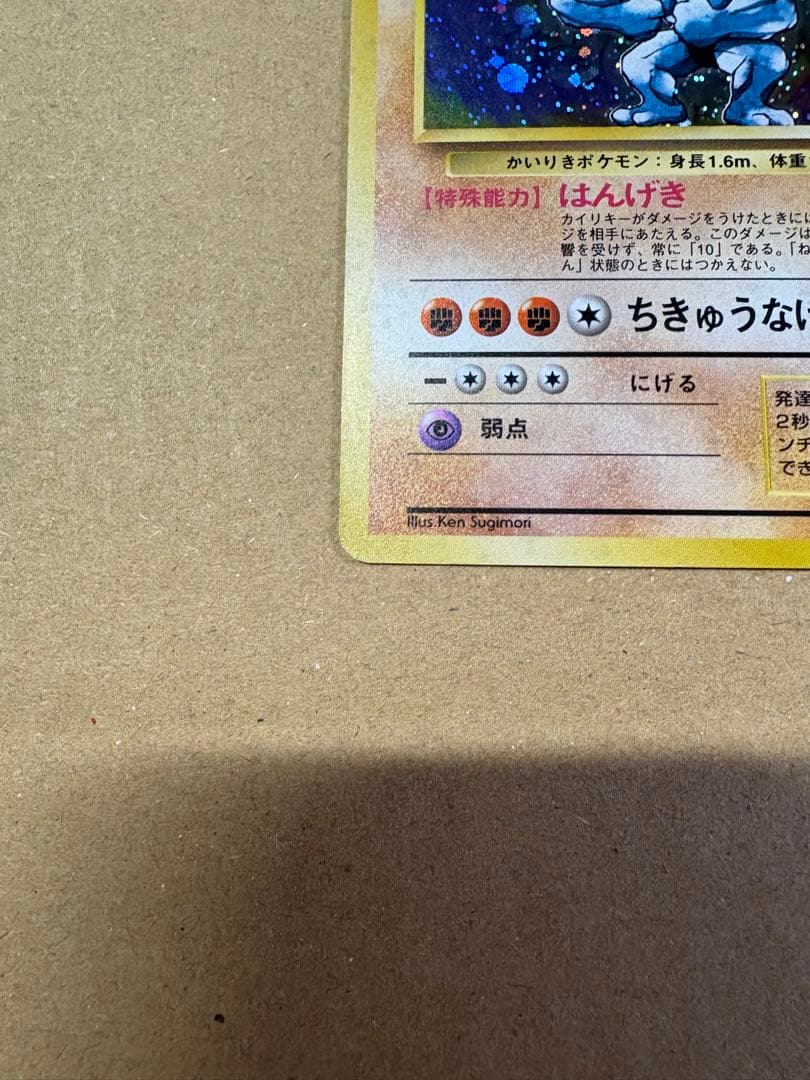 かいりきポケモン：身長1.6m、体重
【特殊能力】はんげき
カイリキーがダメージをうけたときに
ジを相手にあたえる。このダメージは
響を受けず、常に「10」である。「ね
ん」状態のときにはつかえない。
ちきゅうなげ
にげる
弱点
発達
2秒
ンチ
でき
Illus.Ken Sugimori